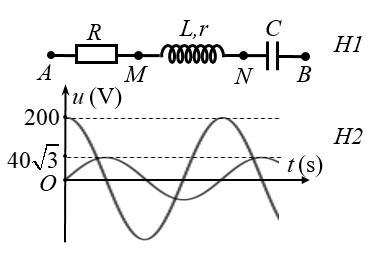 R L,r C H1
A M N B
u (V)
200 H2
40√3 t (s)
O